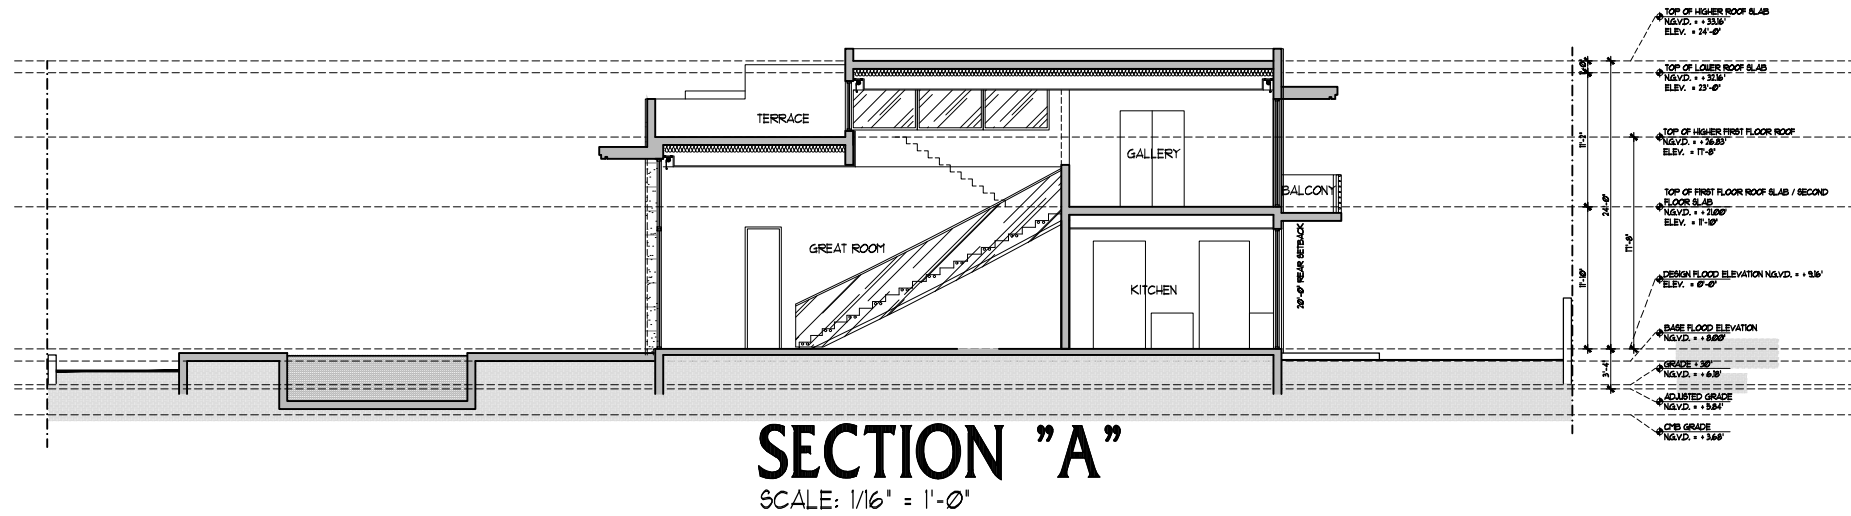 TOP OF HIGHER ROOF SLAB
N.G.V.D. = +33.16'
ELEV. = 24'-0"
TOP OF LOWER ROOF SLAB
N.G.V.D. = +32.16'
ELEV. = 23'-0"
TERRACE
TOP OF HIGHER FIRST FLOOR ROOF
N.G.V.D. = +26.83'
ELEV. = 17'-8"
11'-2"
GALLERY
BALCONY
TOP OF FIRST FLOOR ROOF SLAB / SECOND
FLOOR SLAB
N.G.V.D. = +21.00'
ELEV. = 11'-10"
24'-0"
17'-8"
GREAT ROOM
20'-0" REAR SETBACK
KITCHEN
11'-10"
DESIGN FLOOD ELEVATION N.G.V.D. = +9.16'
ELEV. = 0'-0"
BASE FLOOD ELEVATION
N.G.V.D. = +8.00'
3'-4"
GRADE +30"
N.G.V.D. = +6.18'
ADJUSTED GRADE
N.G.V.D. = +5.84'
CMB GRADE
N.G.V.D. = +3.68'
SECTION "A"
SCALE: 1/16" = 1'-0"